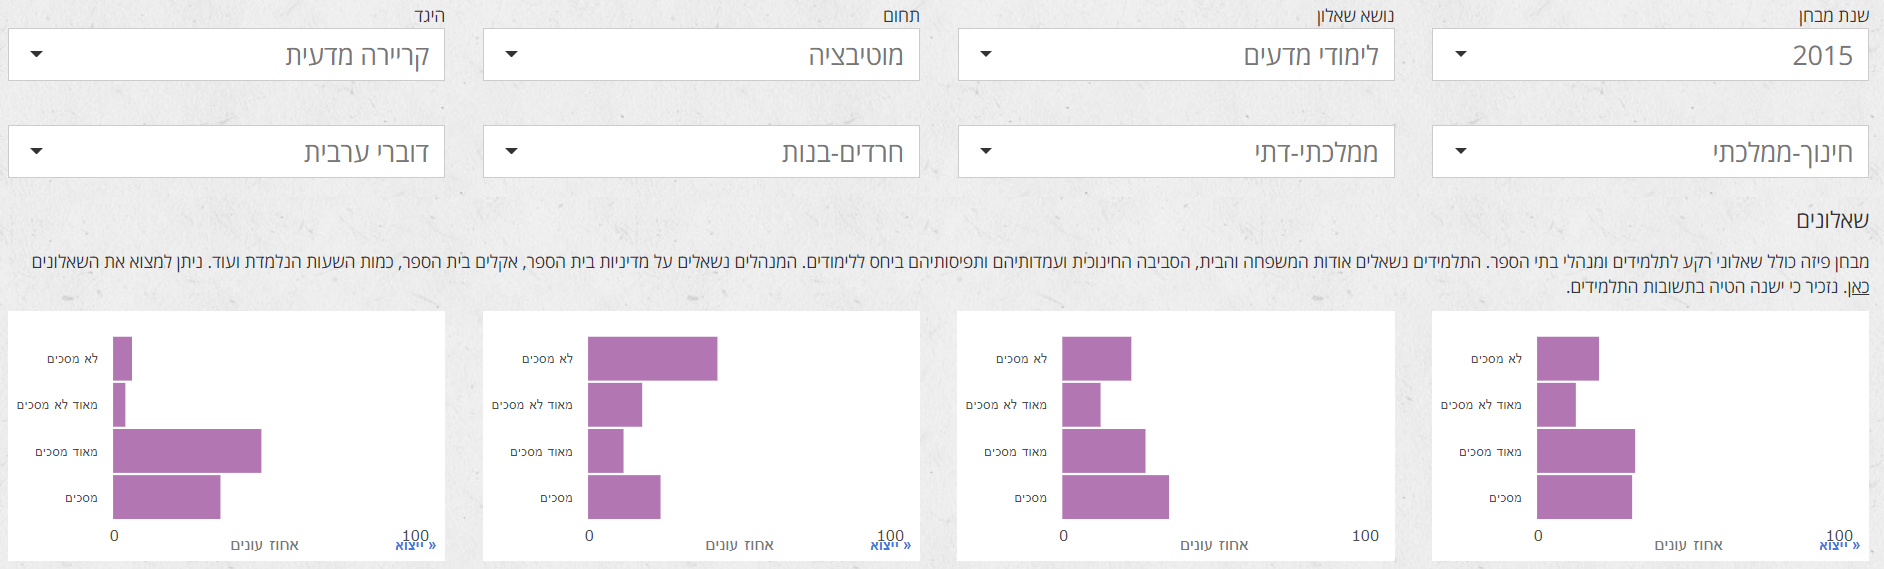 שנת מבחן
נושא שאלון
תחום
היגד
2015
לימודי מדעים
מוטיבציה
קריירה מדעית
חינוך-ממלכתי
ממלכתי-דתי
חרדים-בנות
דוברי ערבית
שאלונים
מבחן פיזה כולל שאלוני רקע לתלמידים ומנהלי בתי הספר. התלמידים נשאלים אודות המשפחה והבית, הסביבה החינוכית ועמדותיהם ותפיסותיהם ביחס ללימודים. המנהלים נשאלים על מדיניות בית הספר, אקלים בית הספר, כמות השעות הנלמדת ועוד. ניתן למצוא את השאלונים
כאן. נזכיר כי ישנה הטיה בתשובות התלמידים.
לא מסכים
מאוד לא מסכים
מאוד מסכים
מסכים
0
100
אחוז עונים
ייצוא »
לא מסכים
מאוד לא מסכים
מאוד מסכים
מסכים
0
100
אחוז עונים
לא מסכים
מאוד לא מסכים
מאוד מסכים
מסכים
0
100
אחוז עונים
ייצוא »
לא מסכים
מאוד לא מסכים
מאוד מסכים
מסכים
0
100
אחוז עונים
ייצוא »